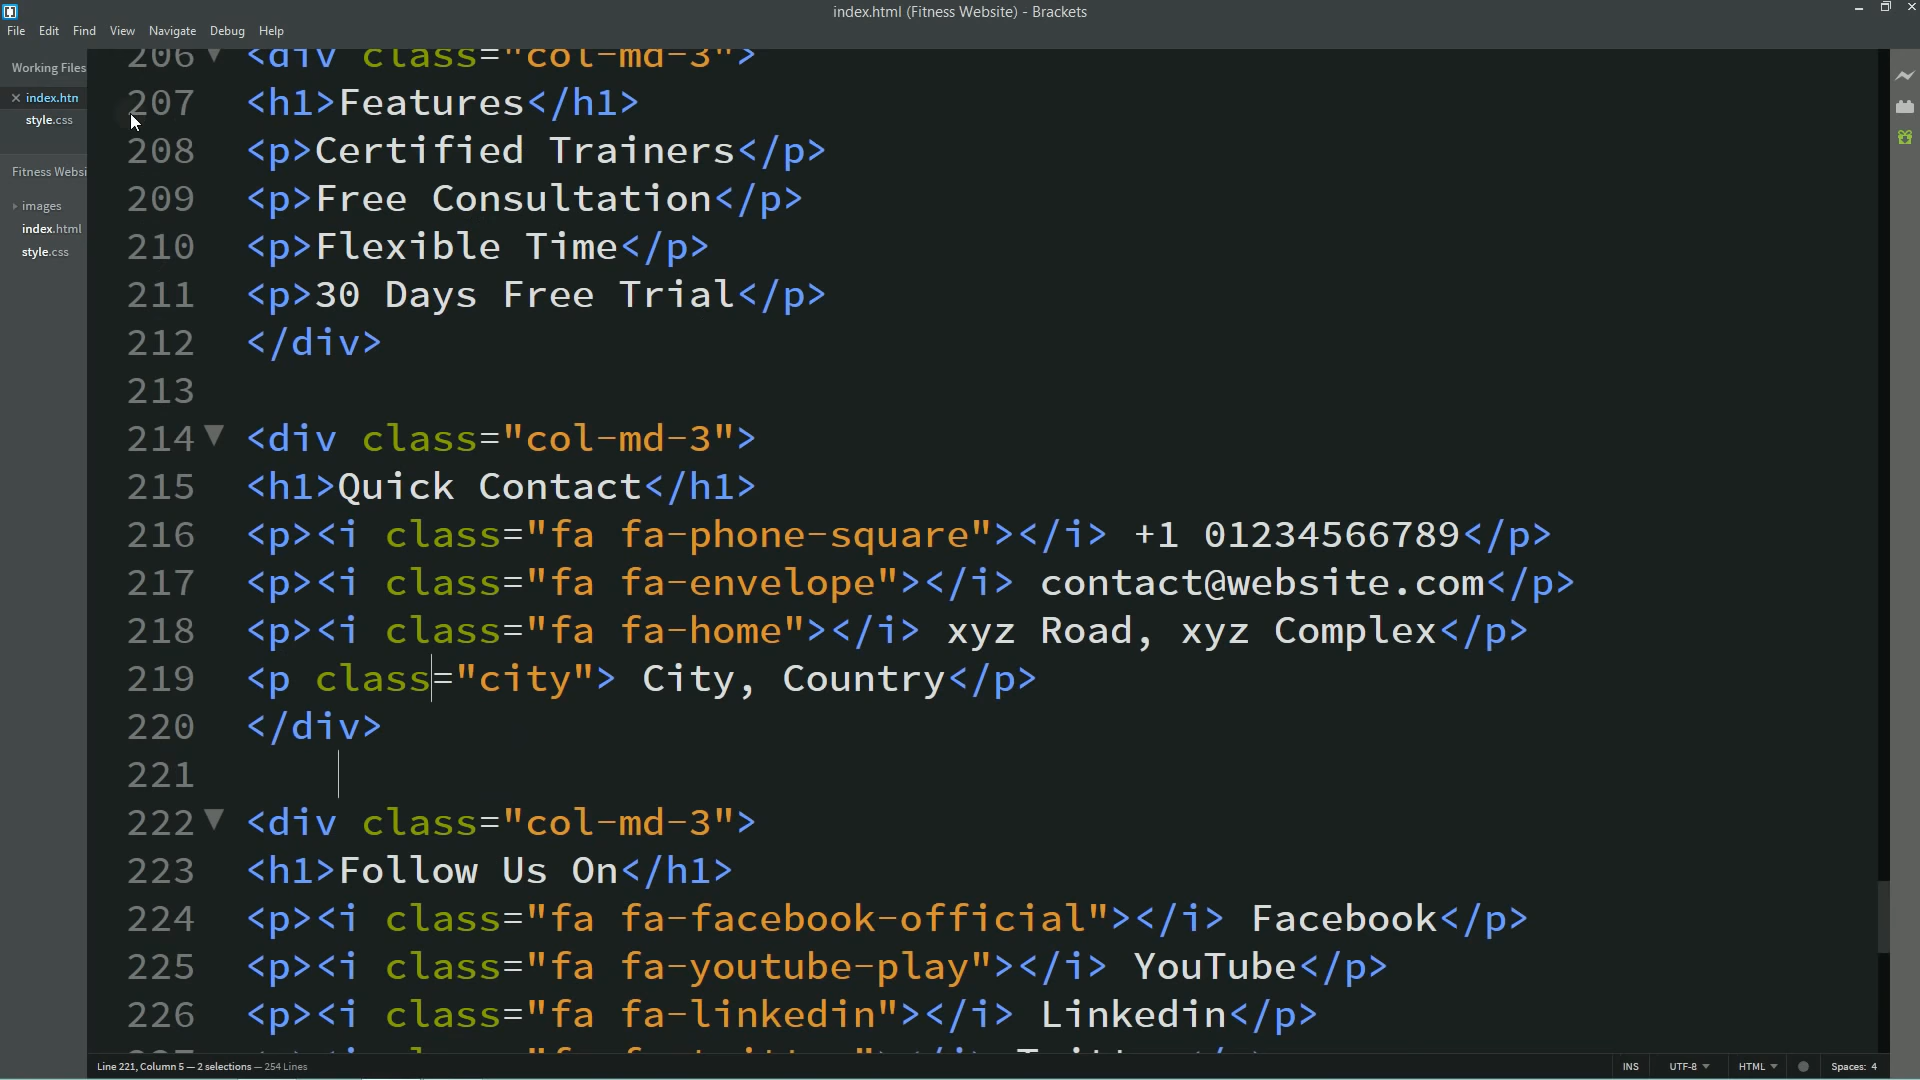 index.html (Fitness Website) - Brackets
File Edit Find View Navigate Debug Help
Working Files
index.htm
style.css
Fitness Websi
images
index.html
style.css
206 <div class="col-md-3">
207 <h1>Features</h1>
208 <p>Certified Trainers</p>
209 <p>Free Consultation</p>
210 <p>Flexible Time</p>
211 <p>30 Days Free Trial</p>
212 </div>
213
214 <div class="col-md-3">
215 <h1>Quick Contact</h1>
216 <p><i class="fa fa-phone-square"></i> +1 01234566789</p>
217 <p><i class="fa fa-envelope"></i> contact@website.com</p>
218 <p><i class="fa fa-home"></i> xyz Road, xyz Complex</p>
219 <p class="city"> City, Country</p>
220 </div>
221
222 <div class="col-md-3">
223 <h1>Follow Us On</h1>
224 <p><i class="fa fa-facebook-official"></i> Facebook</p>
225 <p><i class="fa fa-youtube-play"></i> YouTube</p>
226 <p><i class="fa fa-linkedin"></i> Linkedin</p>
Line 221, Column 5 — 2 selections — 254 Lines
INS UTF-8 HTML Spaces: 4